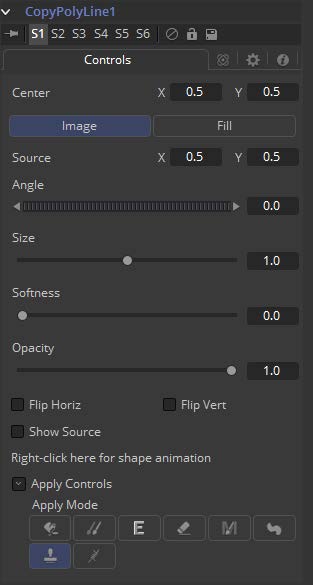 CopyPolyLine1
S1 S2 S3 S4 S5 S6
Controls
Center X 0.5 Y 0.5
Image Fill
Source X 0.5 Y 0.5
Angle
0.0
Size
1.0
Softness
0.0
Opacity
1.0
Flip Horiz Flip Vert
Show Source
Right-click here for shape animation
Apply Controls
Apply Mode
E M